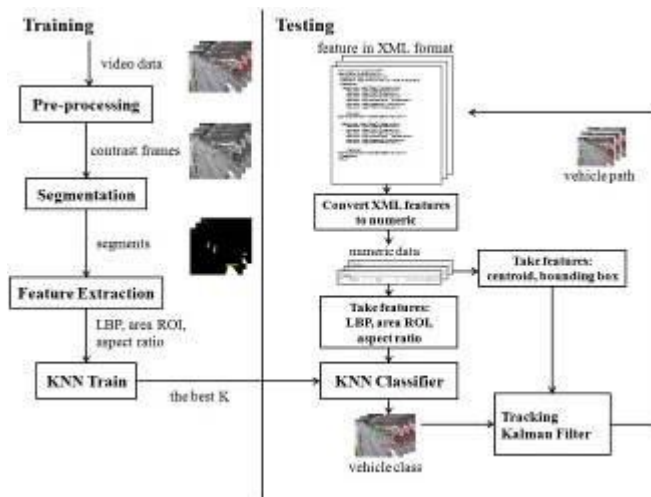 Training
video data
Pre-processing
contrast frames
Segmentation
segments
Feature Extraction
LBP, area ROI,
aspect ratio
KNN Train
the best K
Testing
feature in XML format
Convert XML features
to numeric
numeric data
Take features:
LBP, area ROI,
aspect ratio
KNN Classifier
vehicle class
Take features:
centroid, bounding box
Tracking
Kalman Filter
vehicle path